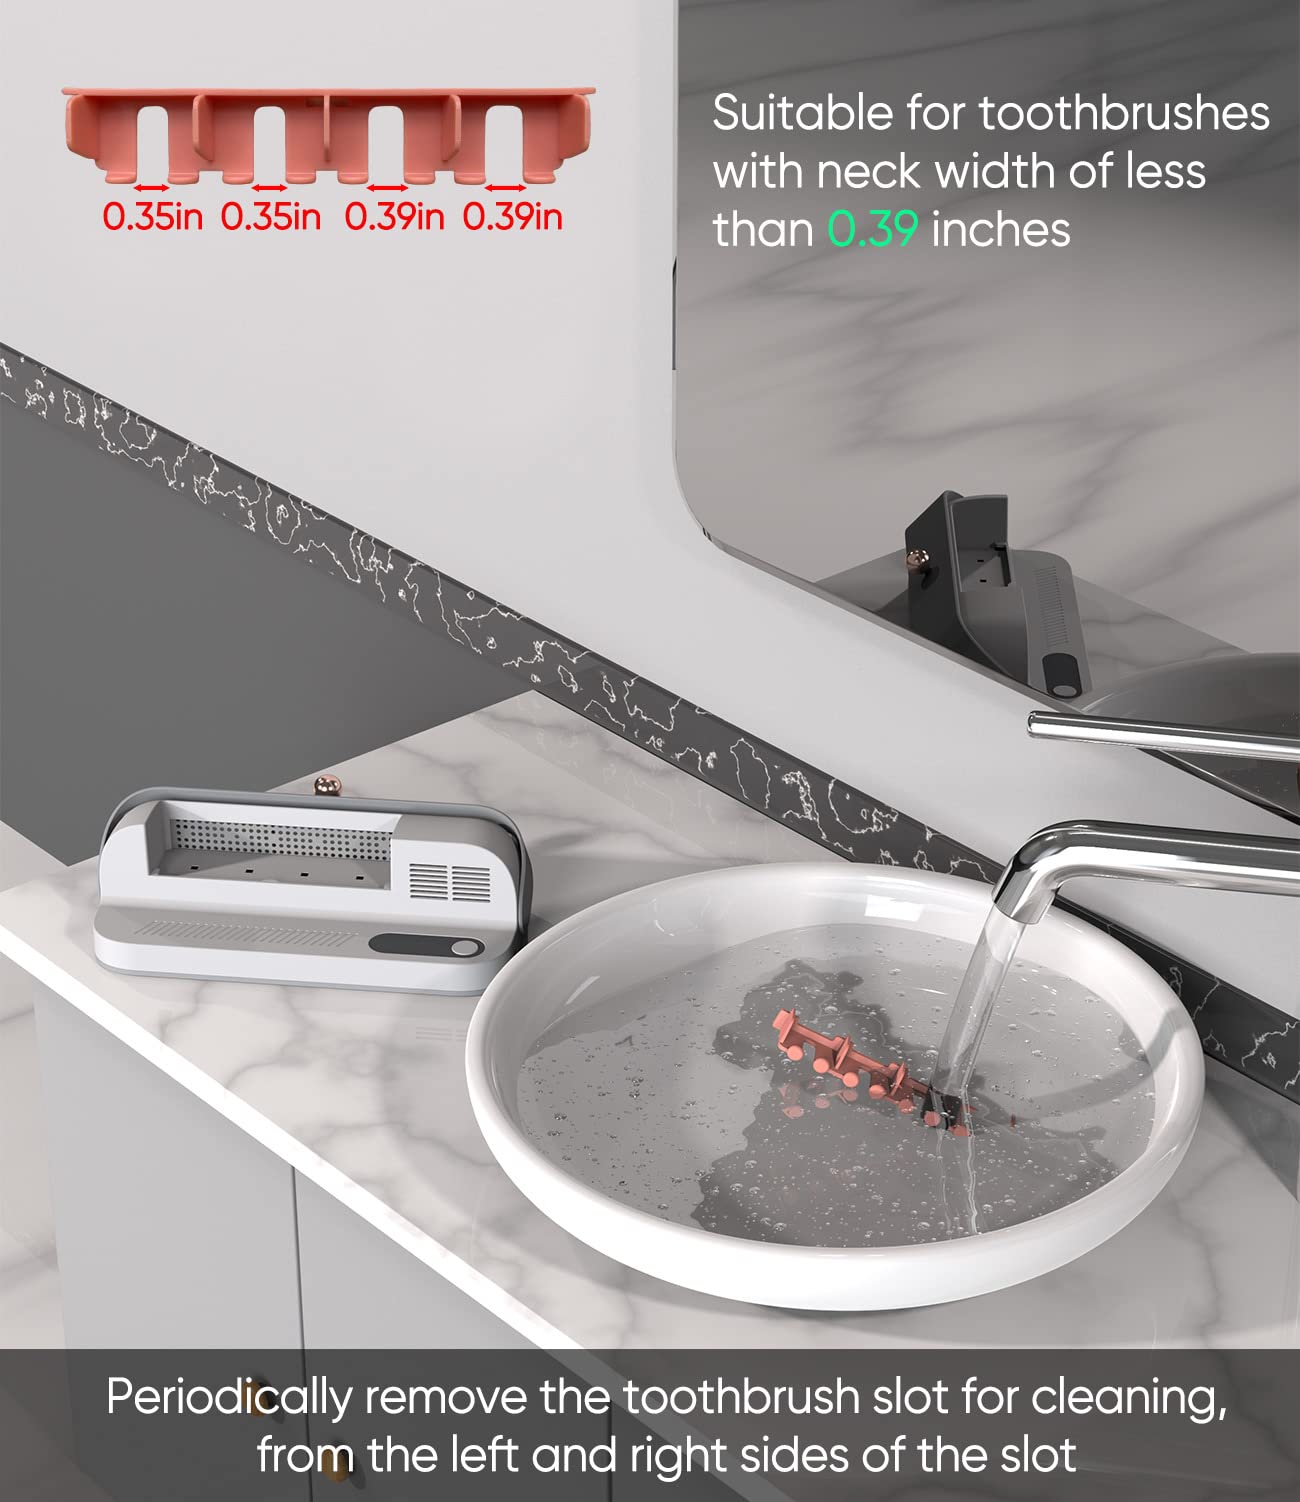 0.35in 0.35in 0.39in 0.39in
Suitable for toothbrushes
with neck width of less
than 0.39 inches
Periodically remove the toothbrush slot for cleaning,
from the left and right sides of the slot